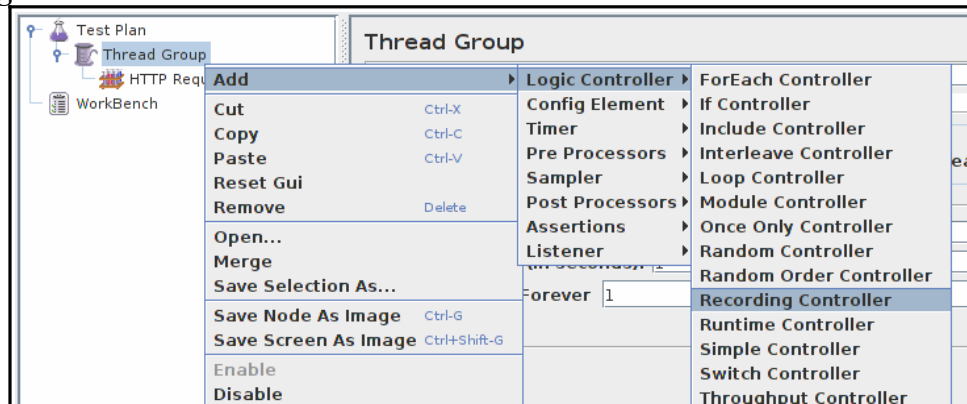 g
Test Plan
Thread Group
HTTP Requ
WorkBench
Thread Group
Add
Cut Ctrl-X
Copy Ctrl-C
Paste Ctrl-V
Reset Gui
Remove Delete
Open...
Merge
Save Selection As...
Save Node As Image Ctrl-G
Save Screen As Image Ctrl+Shift-G
Enable
Disable
Logic Controller
Config Element
Timer
Pre Processors
Sampler
Post Processors
Assertions
Listener
(in seconds): 1
Forever 1
ForEach Controller
If Controller
Include Controller
Interleave Controller
Loop Controller
Module Controller
Once Only Controller
Random Controller
Random Order Controller
Recording Controller
Runtime Controller
Simple Controller
Switch Controller
Throughput Controller